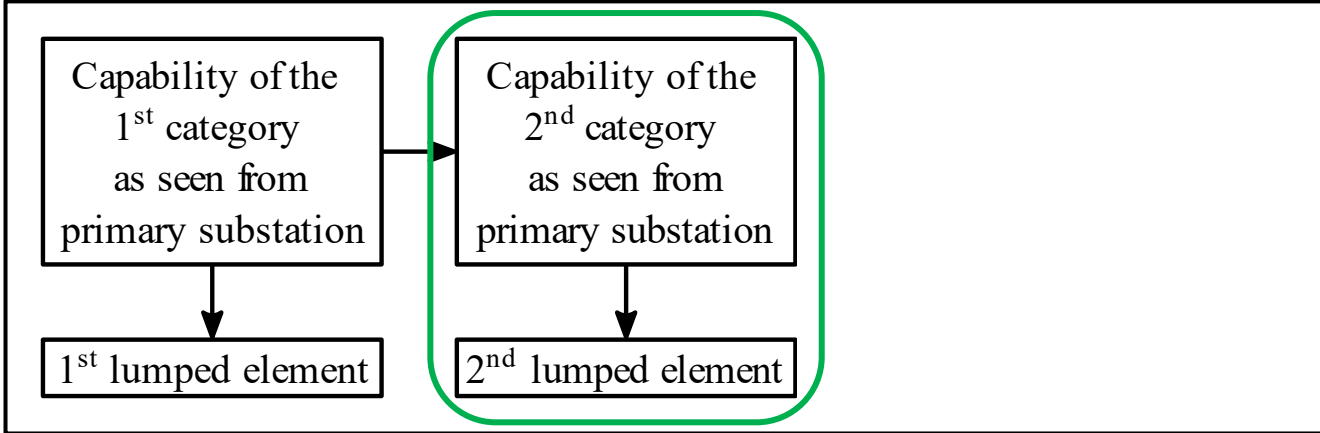 Capability of the
1st category
as seen from
primary substation
1st lumped element
Capability of the
2nd category
as seen from
primary substation
2nd lumped element